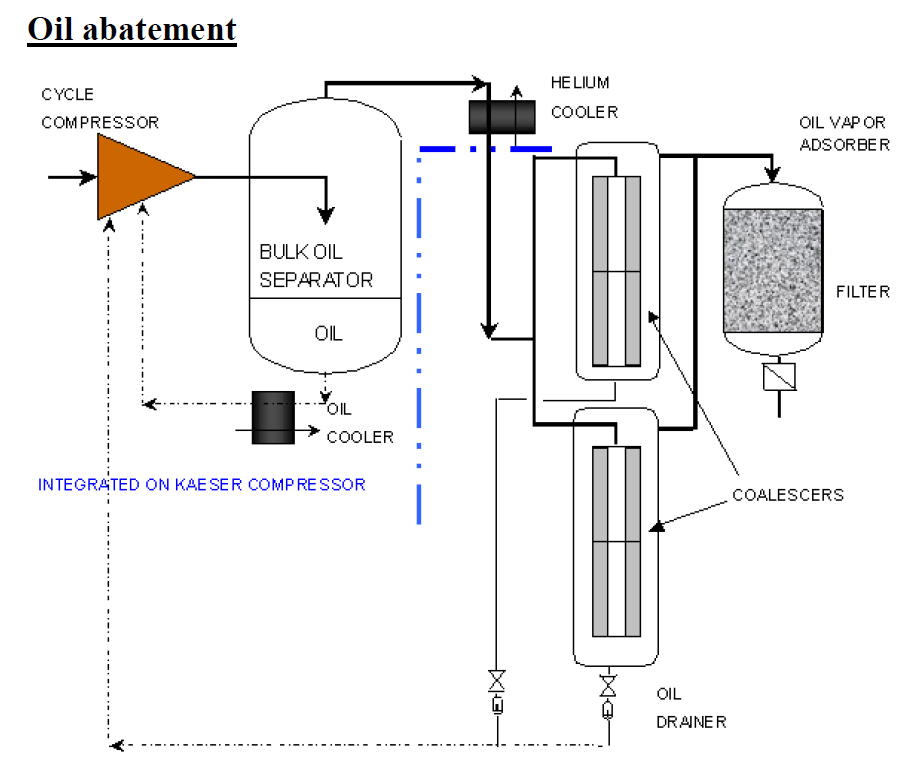 Oil abatement
CYCLE
COMPRESSOR
HELIUM
COOLER
OIL VAPOR
ADSORBER
BULK OIL
SEPARATOR
OIL
FILTER
OIL
COOLER
INTEGRATED ON KAESER COMPRESSOR
COALESCERS
OIL
DRAINER